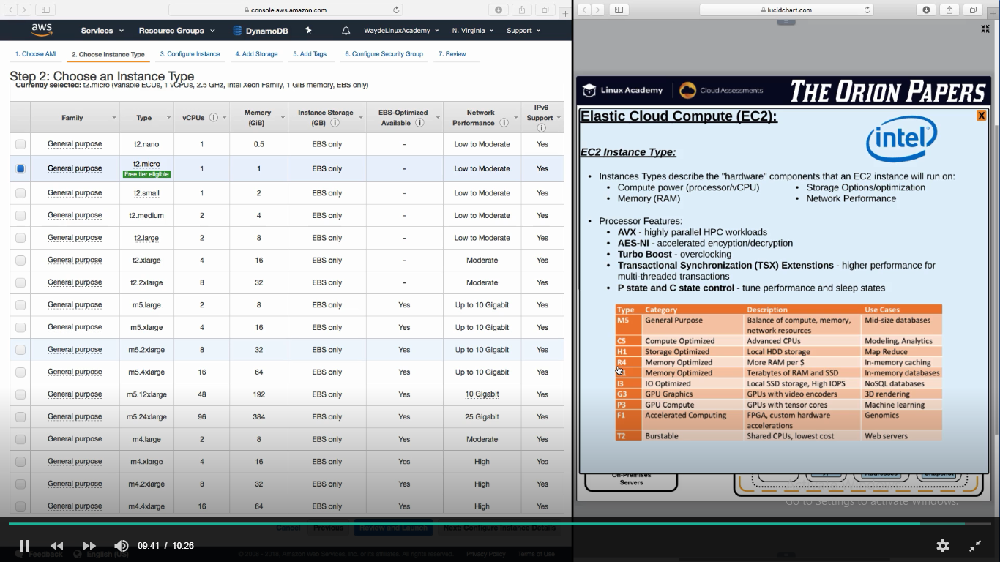 console.aws.amazon.com
aws
Services
Resource Groups
DynamoDB
WaydeLinuxAcademy
N. Virginia
Support
1. Choose AMI
2. Choose Instance Type
3. Configure Instance
4. Add Storage
5. Add Tags
6. Configure Security Group
7. Review
Step 2: Choose an Instance Type
Currently selected: t2.micro (Variable ECUs, 1 vCPUs, 2.5 GHz, Intel Xeon Family, 1 GiB memory, EBS only)
Family Type vCPUs Memory (GiB) Instance Storage (GB) EBS-Optimized Available Network Performance IPv6 Support
General purpose t2.nano 1 0.5 EBS only - Low to Moderate Yes
General purpose t2.micro 1 1 EBS only - Low to Moderate Yes
Free tier eligible
General purpose t2.small 1 2 EBS only - Low to Moderate Yes
General purpose t2.medium 2 4 EBS only - Low to Moderate Yes
General purpose t2.large 2 8 EBS only - Low to Moderate Yes
General purpose t2.xlarge 4 16 EBS only - Moderate Yes
General purpose t2.2xlarge 8 32 EBS only - Moderate Yes
General purpose m5.large 2 8 EBS only Yes Up to 10 Gigabit Yes
General purpose m5.xlarge 4 16 EBS only Yes Up to 10 Gigabit Yes
General purpose m5.2xlarge 8 32 EBS only Yes Up to 10 Gigabit Yes
General purpose m5.4xlarge 16 64 EBS only Yes Up to 10 Gigabit Yes
General purpose m5.12xlarge 48 192 EBS only Yes 10 Gigabit Yes
General purpose m5.24xlarge 96 384 EBS only Yes 25 Gigabit Yes
General purpose m4.large 2 8 EBS only Yes Moderate Yes
General purpose m4.xlarge 4 16 EBS only Yes High Yes
General purpose m4.2xlarge 8 32 EBS only Yes High Yes
General purpose m4.4xlarge 16 64 EBS only Yes High Yes
Cancel Previous Review and Launch Next: Configure Instance Details
Feedback English (US) Privacy Policy Terms of Use
09:41 / 10:26
lucidchart.com
Linux Academy
Cloud Assessments
THE ORION PAPERS
Elastic Cloud Compute (EC2):
X
intel
EC2 Instance Type:
• Instances Types describe the "hardware" components that an EC2 instance will run on:
• Compute power (processor/vCPU)
• Memory (RAM)
• Storage Options/optimization
• Network Performance
• Processor Features:
• AVX - highly parallel HPC workloads
• AES-NI - accelerated encyption/decryption
• Turbo Boost - overclocking
• Transactional Synchronization (TSX) Extenstions - higher performance for
multi-threaded transactions
• P state and C state control - tune performance and sleep states
Type Category Description Use Cases
M5 General Purpose Balance of compute, memory, network resources Mid-size databases
C5 Compute Optimized Advanced CPUs Modeling, Analytics
H1 Storage Optimized Local HDD storage Map Reduce
R4 Memory Optimized More RAM per $ In-memory caching
Memory Optimized Terabytes of RAM and SSD In-memory databases
I3 IO Optimized Local SSD storage, High IOPS NoSQL databases
G3 GPU Graphics GPUs with video encoders 3D rendering
P3 GPU Compute GPUs with tensor cores Machine learning
F1 Accelerated Computing FPGA, custom hardware accelerations Genomics
T2 Burstable Shared CPUs, lowest cost Web servers
On-Premises
Servers
Go to Settings to activate Windows.